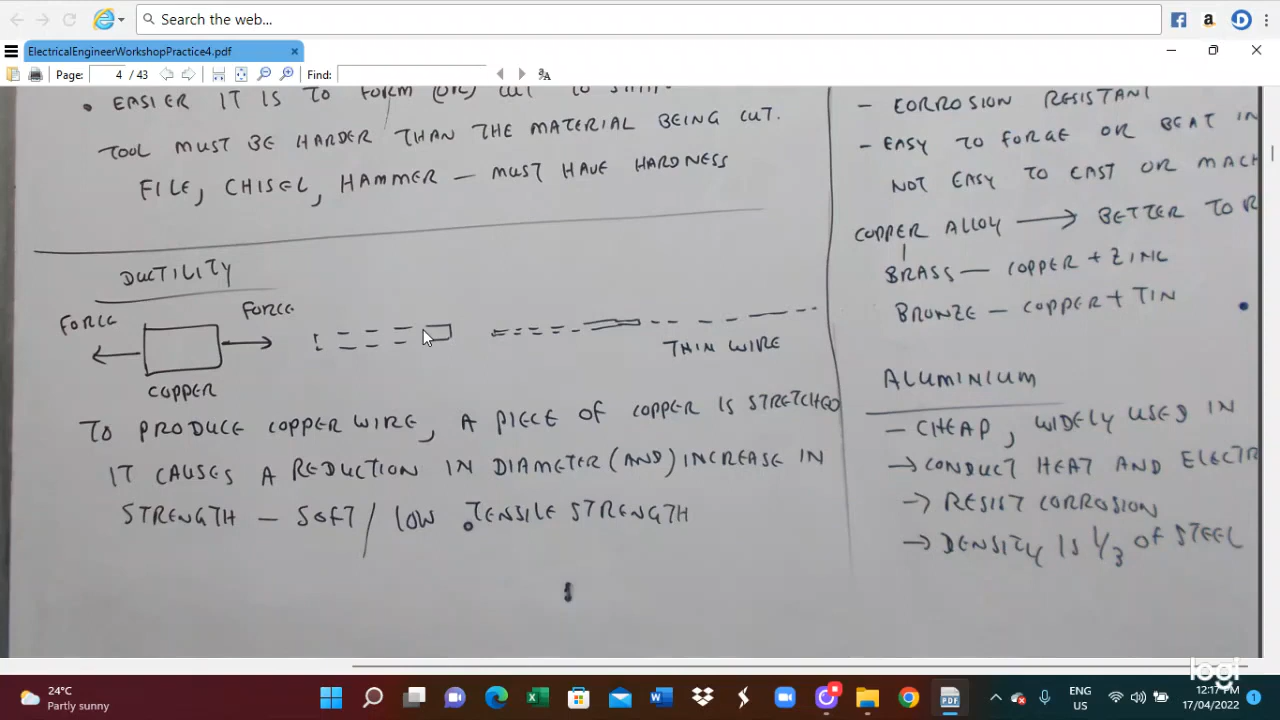 Search the web...
ElectricalEngineerWorkshopPractice4.pdf
Page: 4 / 43 Find:
• EASIER IT IS TO FORM (OR) CUT TO
TOOL MUST BE HARDER THAN THE MATERIAL BEING CUT.
FILE, CHISEL, HAMMER — MUST HAVE HARDNESS
DUCTILITY
FORCE FORCE
COPPER
THIN WIRE
TO PRODUCE COPPER WIRE, A PIECE OF COPPER IS STRETCHED
IT CAUSES A REDUCTION IN DIAMETER (AND) INCREASE IN
STRENGTH — SOFT / LOW TENSILE STRENGTH
1
- CORROSION RESISTANT
- EASY TO FORGE OR BEAT IN
NOT EASY TO CAST OR MACH
COPPER ALLOY → BETTER TO R
BRASS — COPPER + ZINC
BRONZE — COPPER + TIN
ALUMINIUM
- CHEAP, WIDELY USED IN
→ CONDUCT HEAT AND ELECTR
→ RESIST CORROSION
→ DENSITY IS 1/3 OF STEEL
logi
24°C
Partly sunny
ENG
US
12:17 PM
17/04/2022